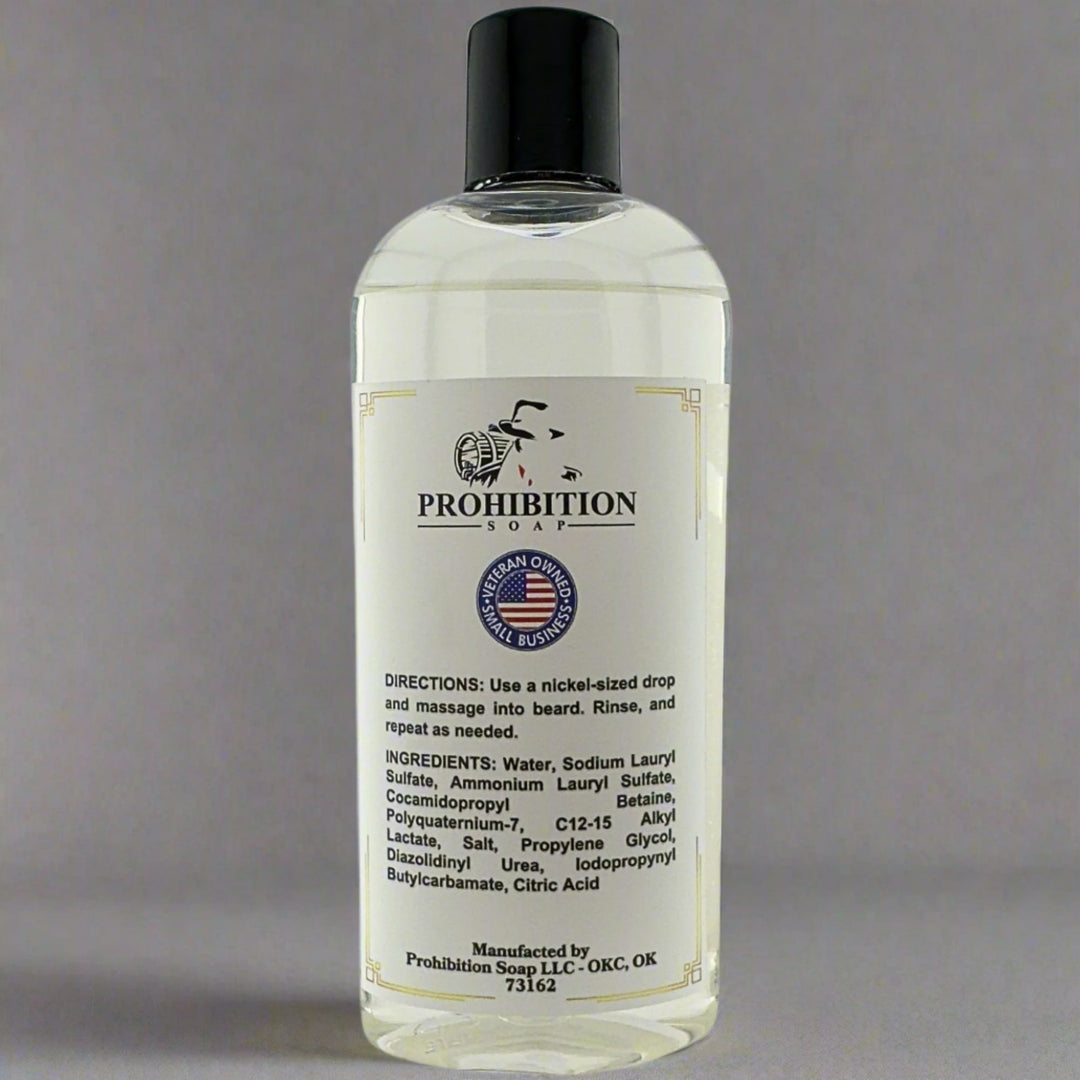 PROHIBITION
SOAP
VETERAN OWNED
SMALL BUSINESS
DIRECTIONS: Use a nickel-sized drop
and massage into beard. Rinse, and
repeat as needed.
INGREDIENTS: Water, Sodium Lauryl
Sulfate, Ammonium Lauryl Sulfate,
Cocamidopropyl Betaine,
Polyquaternium-7, C12-15 Alkyl
Lactate, Salt, Propylene Glycol,
Diazolidinyl Urea, Iodopropynyl
Butylcarbamate, Citric Acid
Manufacted by
Prohibition Soap LLC - OKC, OK
73162